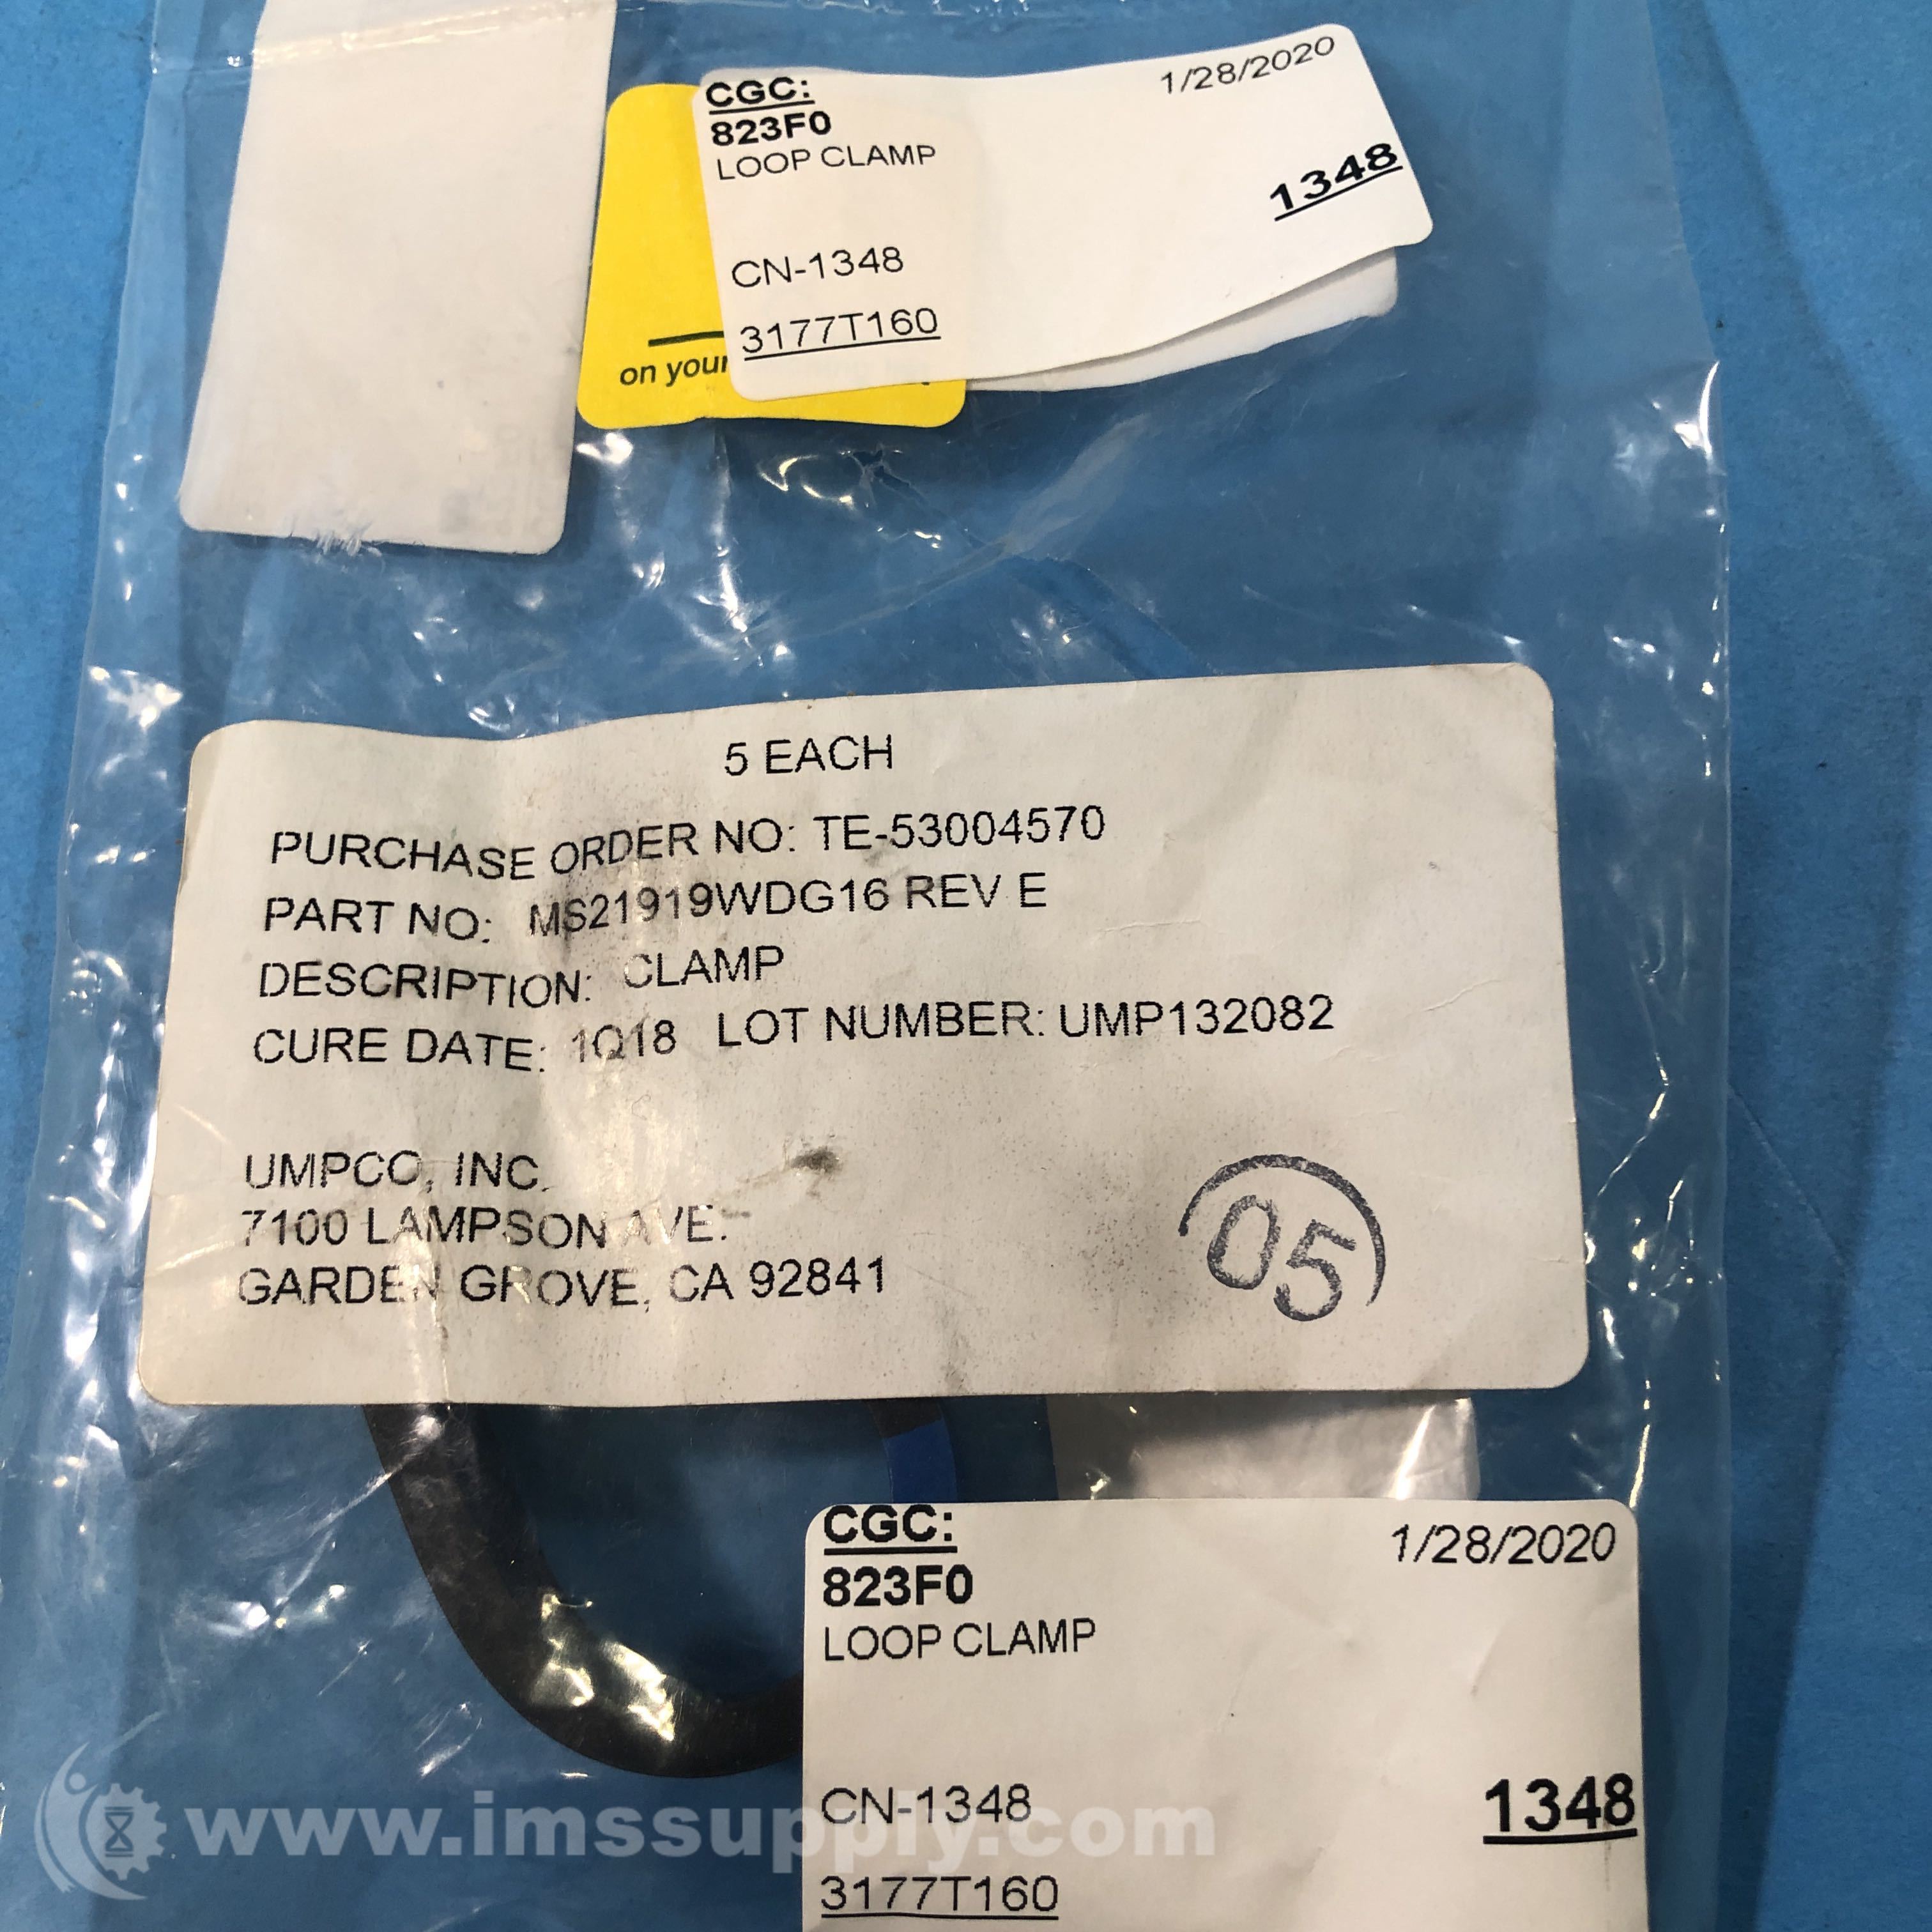 CGC: 1/28/2020
823F0
LOOP CLAMP
1348
CN-1348
3177T160
on your
5 EACH
PURCHASE ORDER NO: TE-53004570
PART NO: MS21919WDG16 REV E
DESCRIPTION: CLAMP
CURE DATE: 1Q18 LOT NUMBER: UMP132082
UMPCO, INC.
7100 LAMPSON AVE.
GARDEN GROVE, CA 92841
05
CGC: 1/28/2020
823F0
LOOP CLAMP
CN-1348 1348
3177T160
www.imssupply.com